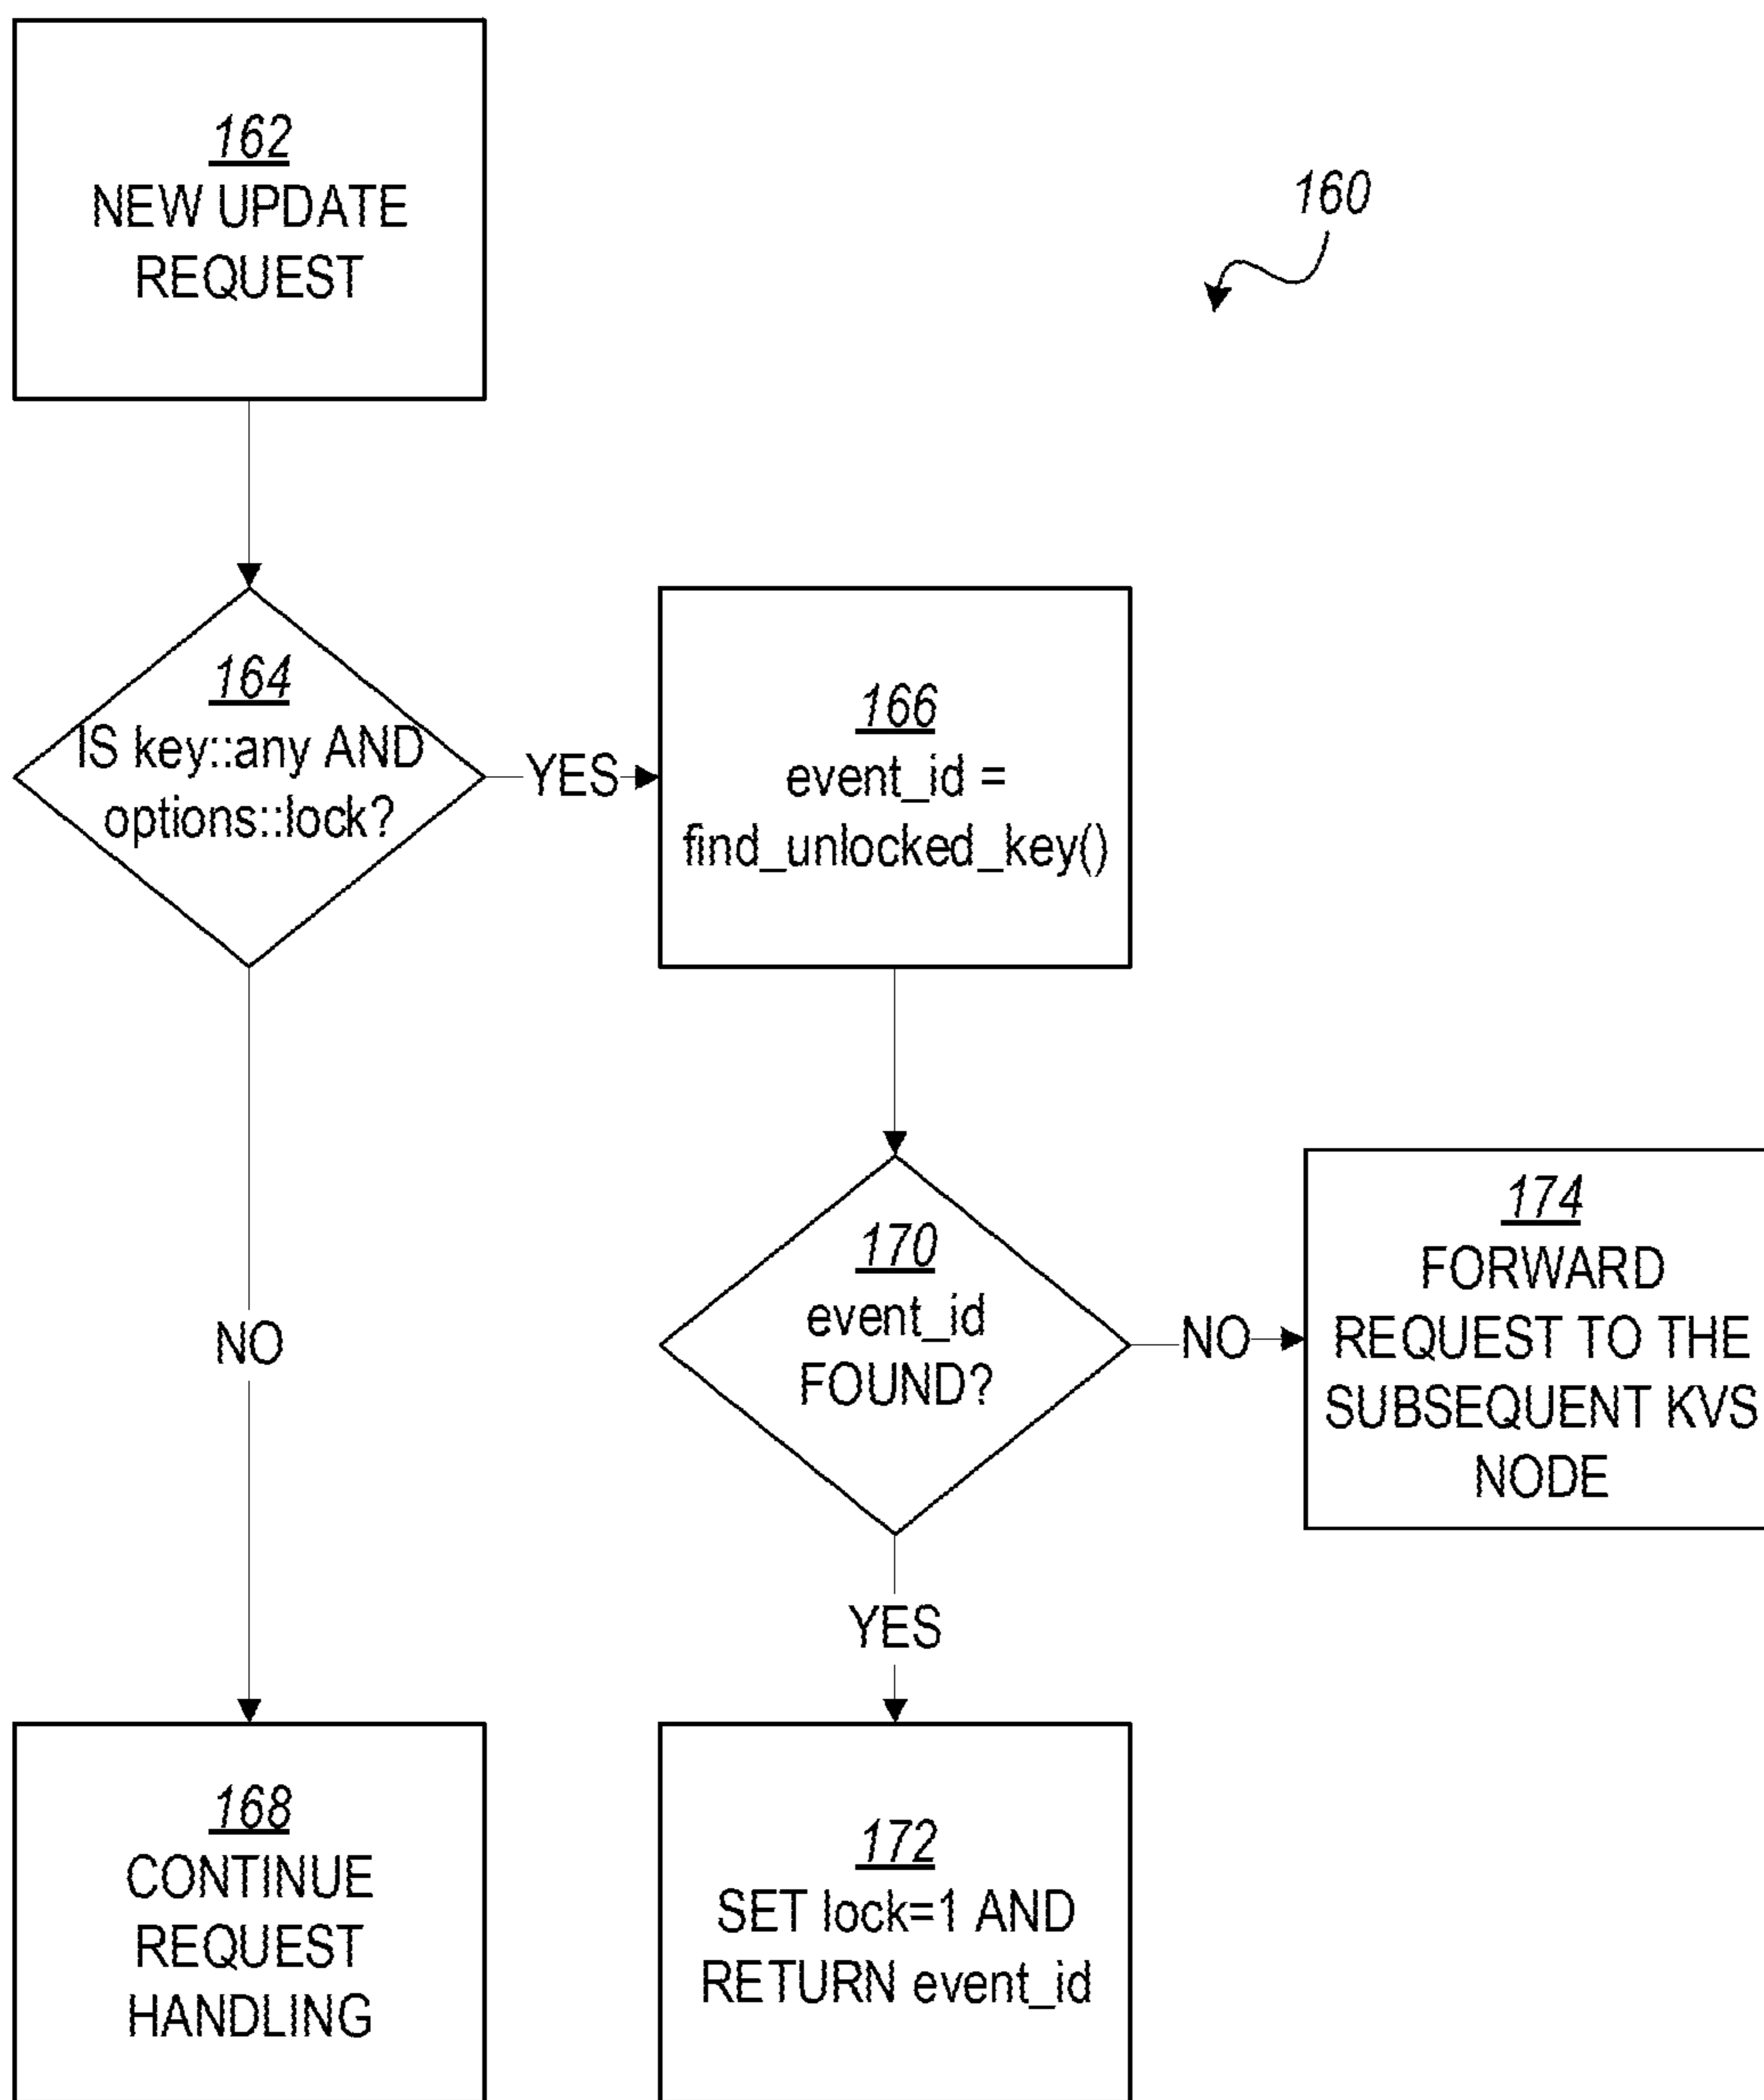 162
NEW UPDATE
REQUEST
160
164
IS key::any AND
options::lock?
YES
166
event_id =
find_unlocked_key()
NO
170
event_id
FOUND?
NO
174
FORWARD
REQUEST TO THE
SUBSEQUENT KVS
NODE
YES
168
CONTINUE
REQUEST
HANDLING
172
SET lock=1 AND
RETURN event_id